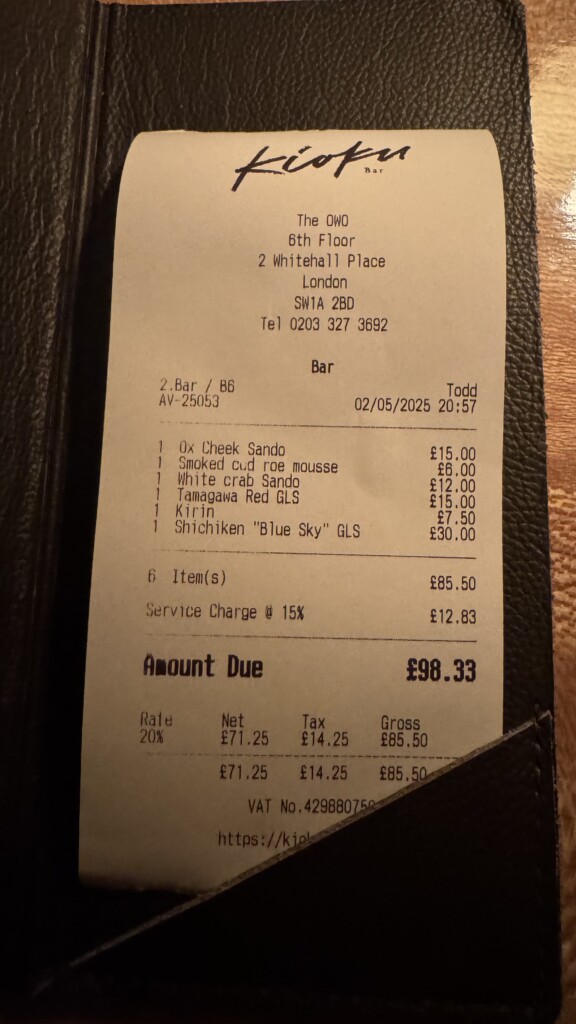 Kioku
Bar
The OWO
6th Floor
2 Whitehall Place
London
SW1A 2BD
Tel 0203 327 3692
Bar
2.Bar / B6 Todd
AV-25053 02/05/2025 20:57
1 Ox Cheek Sando £15.00
1 Smoked cod roe mousse £6.00
1 White crab Sando £12.00
1 Tamagawa Red GLS £15.00
1 Kirin £7.50
1 Shichiken "Blue Sky" GLS £30.00
6 Item(s) £85.50
Service Charge @ 15% £12.83
Amount Due £98.33
Rate Net Tax Gross
20% £71.25 £14.25 £85.50
£71.25 £14.25 £85.50
VAT No.42988075
https://kio